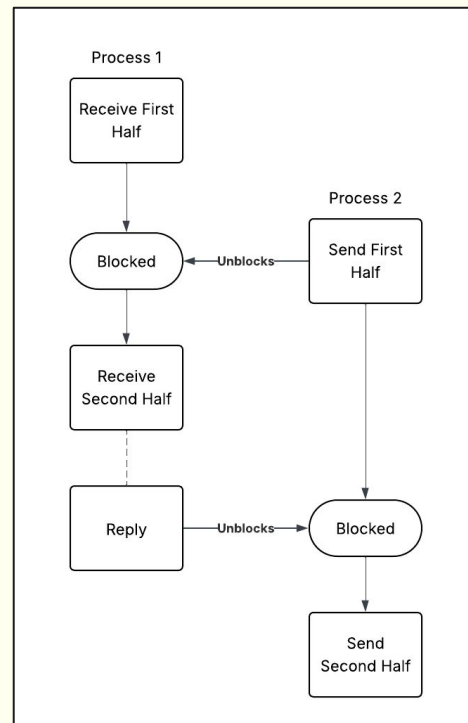 Process 1
Receive First
Half
Process 2
Blocked
Unblocks
Send First
Half
Receive
Second Half
Reply
Unblocks
Blocked
Send
Second Half